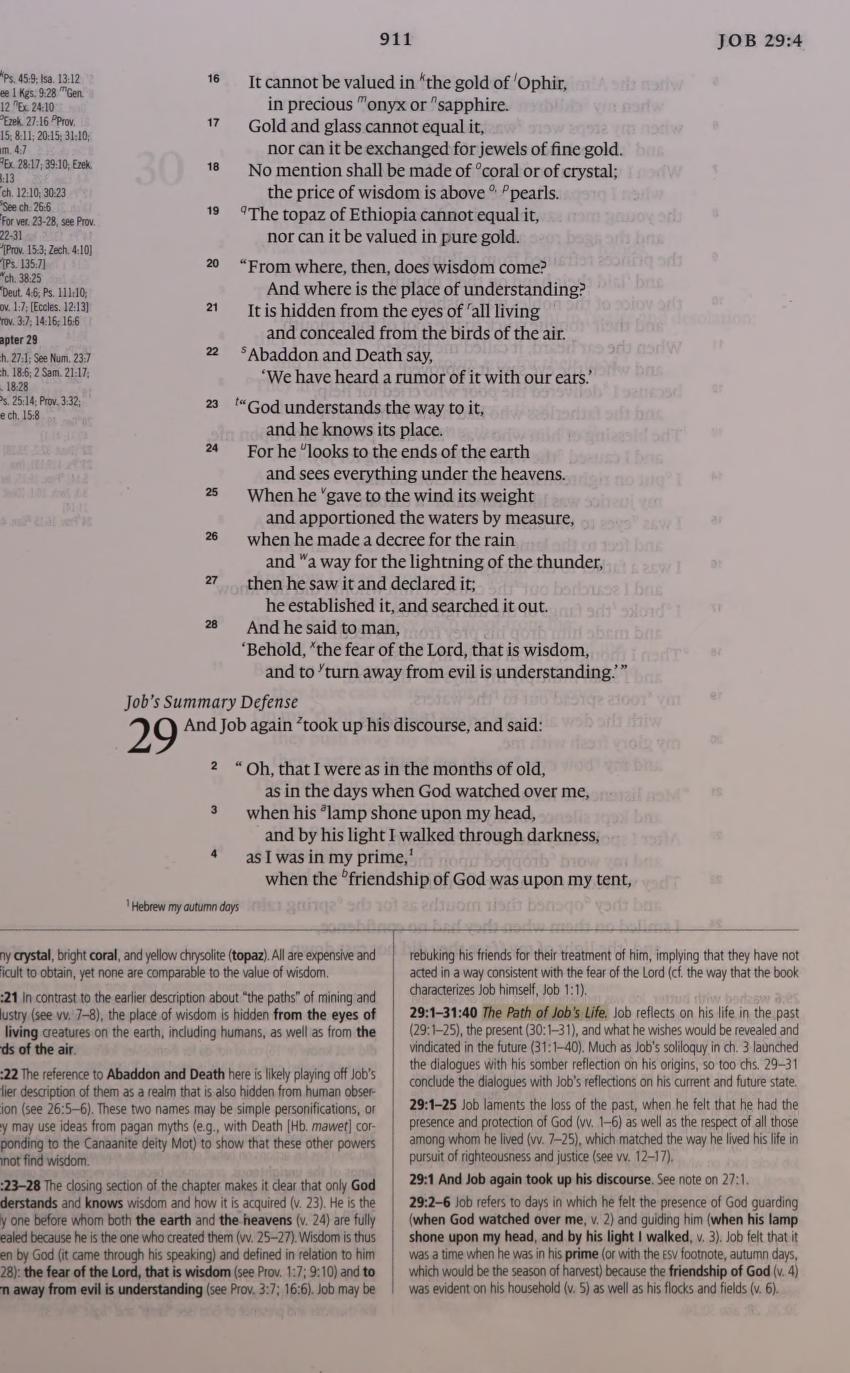 911
JOB 29:4
Ps. 45:9; Isa. 13:12
ee 1 Kgs. 9:28 m Gen.
12 n Ex. 24:10
o Ezek. 27:16 p Prov.
15; 8:11; 20:15; 31:10;
m. 4:7
q Ex. 28:17; 39:10; Ezek.
:13
ch. 12:10; 30:23
s See ch. 26:6
For ver. 23-28, see Prov.
22-31
[Prov. 15:3; Zech. 4:10]
[Ps. 135:7]
w ch. 38:25
Deut. 4:6; Ps. 111:10;
ov. 1:7; [Eccles. 12:13]
rov. 3:7; 14:16; 16:6
apter 29
h. 27:1; See Num. 23:7
h. 18:6; 2 Sam. 21:17;
. 18:28
s. 25:14; Prov. 3:32;
e ch. 15:8
16 It cannot be valued in k the gold of l Ophir,
in precious m onyx or n sapphire.
17 Gold and glass cannot equal it,
nor can it be exchanged for jewels of fine gold.
18 No mention shall be made of o coral or of crystal;
the price of wisdom is above p pearls.
19 q The topaz of Ethiopia cannot equal it,
nor can it be valued in pure gold.
20 “From where, then, does wisdom come?
And where is the place of understanding?
21 It is hidden from the eyes of r all living
and concealed from the birds of the air.
22 s Abaddon and Death say,
‘We have heard a rumor of it with our ears.’
23 t “God understands the way to it,
and he knows its place.
24 For he u looks to the ends of the earth
and sees everything under the heavens.
25 When he v gave to the wind its weight
and apportioned the waters by measure,
26 when he made a decree for the rain
and w a way for the lightning of the thunder,
27 then he saw it and declared it;
he established it, and searched it out.
28 And he said to man,
‘Behold, x the fear of the Lord, that is wisdom,
and to y turn away from evil is understanding.’ ”
Job’s Summary Defense
29 And Job again z took up his discourse, and said:
2 “ Oh, that I were as in the months of old,
as in the days when God watched over me,
3 when his a lamp shone upon my head,
and by his light I walked through darkness,
4 as I was in my prime,1
when the b friendship of God was upon my tent,
1 Hebrew my autumn days
ny crystal, bright coral, and yellow chrysolite (topaz). All are expensive and
icult to obtain, yet none are comparable to the value of wisdom.
:21 In contrast to the earlier description about “the paths” of mining and
lustry (see vv. 7–8), the place of wisdom is hidden from the eyes of
living creatures on the earth, including humans, as well as from the
ds of the air.
:22 The reference to Abaddon and Death here is likely playing off Job’s
lier description of them as a realm that is also hidden from human obser-
ion (see 26:5–6). These two names may be simple personifications, or
y may use ideas from pagan myths (e.g., with Death [Hb. mawet] cor-
ponding to the Canaanite deity Mot) to show that these other powers
nnot find wisdom.
:23–28 The closing section of the chapter makes it clear that only God
derstands and knows wisdom and how it is acquired (v. 23). He is the
y one before whom both the earth and the heavens (v. 24) are fully
ealed because he is the one who created them (vv. 25–27). Wisdom is thus
en by God (it came through his speaking) and defined in relation to him
28): the fear of the Lord, that is wisdom (see Prov. 1:7; 9:10) and to
n away from evil is understanding (see Prov. 3:7; 16:6). Job may be
rebuking his friends for their treatment of him, implying that they have not
acted in a way consistent with the fear of the Lord (cf. the way that the book
characterizes Job himself, Job 1:1).
29:1–31:40 The Path of Job’s Life. Job reflects on his life in the past
(29:1–25), the present (30:1–31), and what he wishes would be revealed and
vindicated in the future (31:1–40). Much as Job’s soliloquy in ch. 3 launched
the dialogues with his somber reflection on his origins, so too chs. 29–31
conclude the dialogues with Job’s reflections on his current and future state.
29:1–25 Job laments the loss of the past, when he felt that he had the
presence and protection of God (vv. 1–6) as well as the respect of all those
among whom he lived (vv. 7–25), which matched the way he lived his life in
pursuit of righteousness and justice (see vv. 12–17).
29:1 And Job again took up his discourse. See note on 27:1.
29:2–6 Job refers to days in which he felt the presence of God guarding
(when God watched over me, v. 2) and guiding him (when his lamp
shone upon my head, and by his light I walked, v. 3). Job felt that it
was a time when he was in his prime (or with the ESV footnote, autumn days,
which would be the season of harvest) because the friendship of God (v. 4)
was evident on his household (v. 5) as well as his flocks and fields (v. 6).